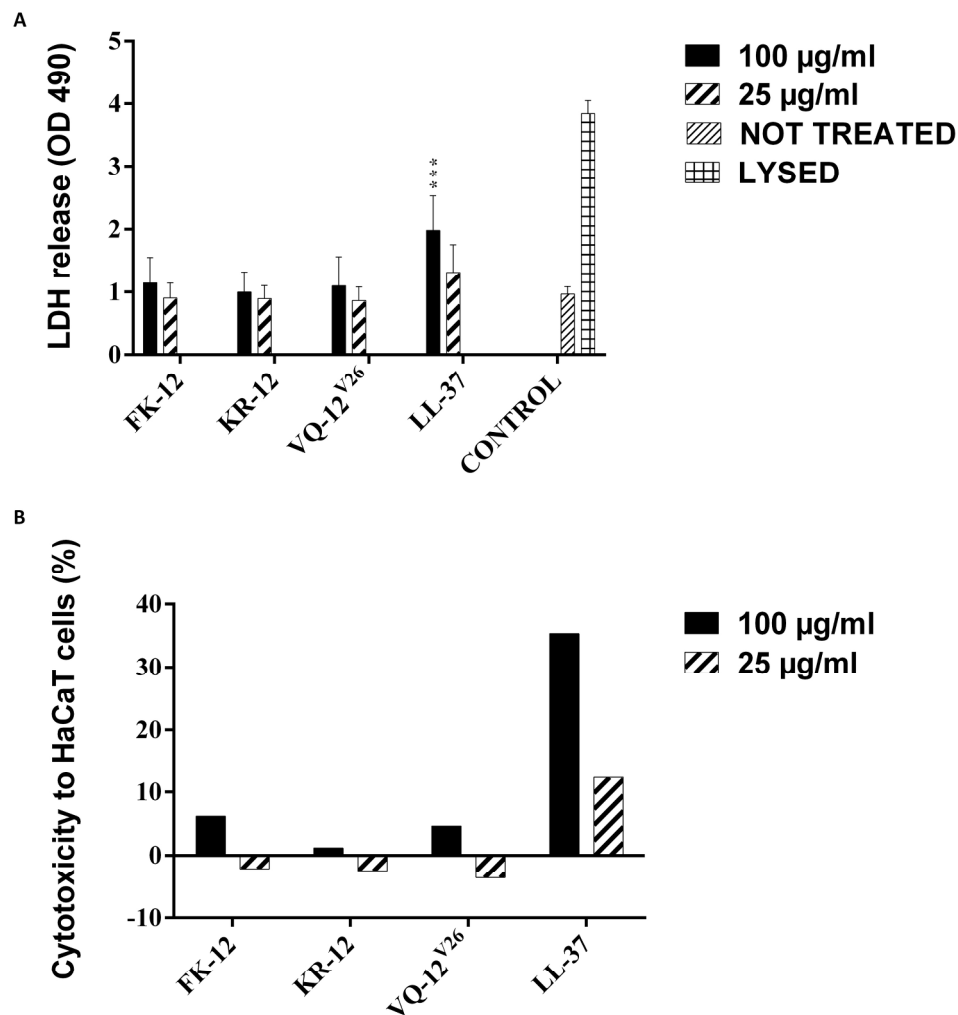 A
LDH release (OD 490)
5
4
3
2
1
0
***
FK-12
KR-12
VQ-12^V26
LL-37
CONTROL
100 µg/ml
25 µg/ml
NOT TREATED
LYSED
B
Cytotoxicity to HaCaT cells (%)
40
30
20
10
0
-10
FK-12
KR-12
VQ-12^V26
LL-37
100 µg/ml
25 µg/ml